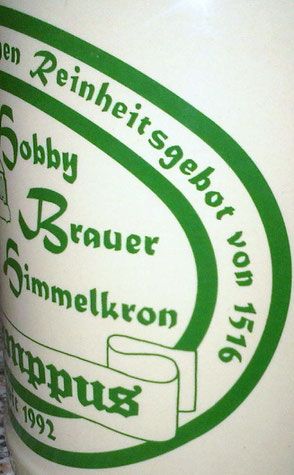 Reinheitsgebot von 1516
Hobby
Brauer
Himmelkron
1992